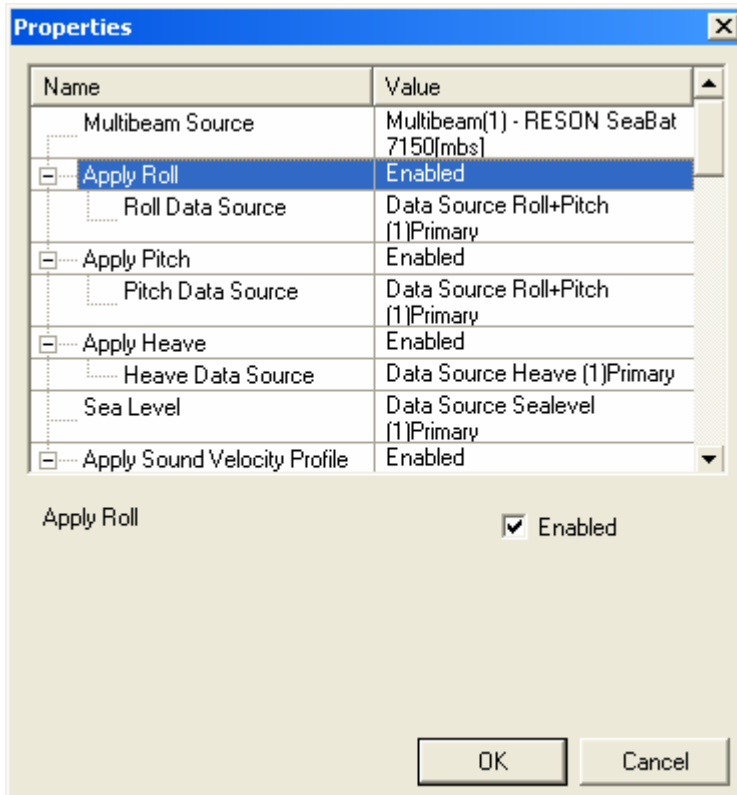 Properties
Name Value
Multibeam Source Multibeam(1) - RESON SeaBat
7150[mbs]
Apply Roll Enabled
Roll Data Source Data Source Roll+Pitch
(1)Primary
Apply Pitch Enabled
Pitch Data Source Data Source Roll+Pitch
(1)Primary
Apply Heave Enabled
Heave Data Source Data Source Heave (1)Primary
Sea Level Data Source Sealevel
(1)Primary
Apply Sound Velocity Profile Enabled
Apply Roll Enabled
OK Cancel